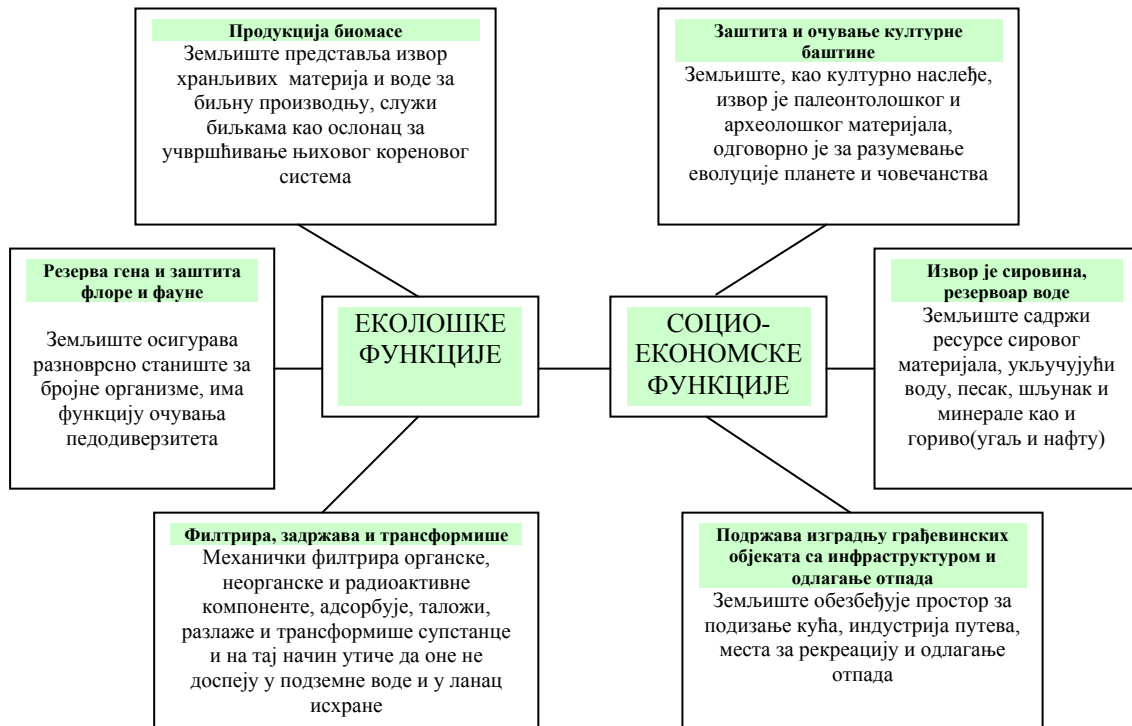 Продукција биомасе
Земљиште представља извор
хранљивих материја и воде за
биљну производњу, служи
биљкама као ослонац за
учвршћивање њиховог кореновог
система
Заштита и очување културне
баштине
Земљиште, као културно наслеђе,
извор је палеонтолошког и
археолошког материјала,
одговорно је за разумевање
еволуције планете и човечанства
Резерва гена и заштита
флоре и фауне
Земљиште осигурава
разноврсно станиште за
бројне организме, има
функцију очувања
педодиверзитета
ЕКОЛОШКЕ
ФУНКЦИЈЕ
СОЦИО-
ЕКОНОМСКЕ
ФУНКЦИЈЕ
Извор је сировина,
резервоар воде
Земљиште садржи
ресурсе сировог
материјала, укључујући
воду, песак, шљунак и
минерале као и
гориво(угаљ и нафту)
Филтрира, задржава и трансформише
Механички филтрира органске,
неорганске и радиоактивне
компоненте, адсорбује, таложи,
разлаже и трансформише супстанце
и на тај начин утиче да оне не
доспеју у подземне воде и у ланац
исхране
Подржава изградњу грађевинских
објеката са инфраструктуром и
одлагање отпада
Земљиште обезбеђује простор за
подизање кућа, индустрија путева,
места за рекреацију и одлагање
отпада